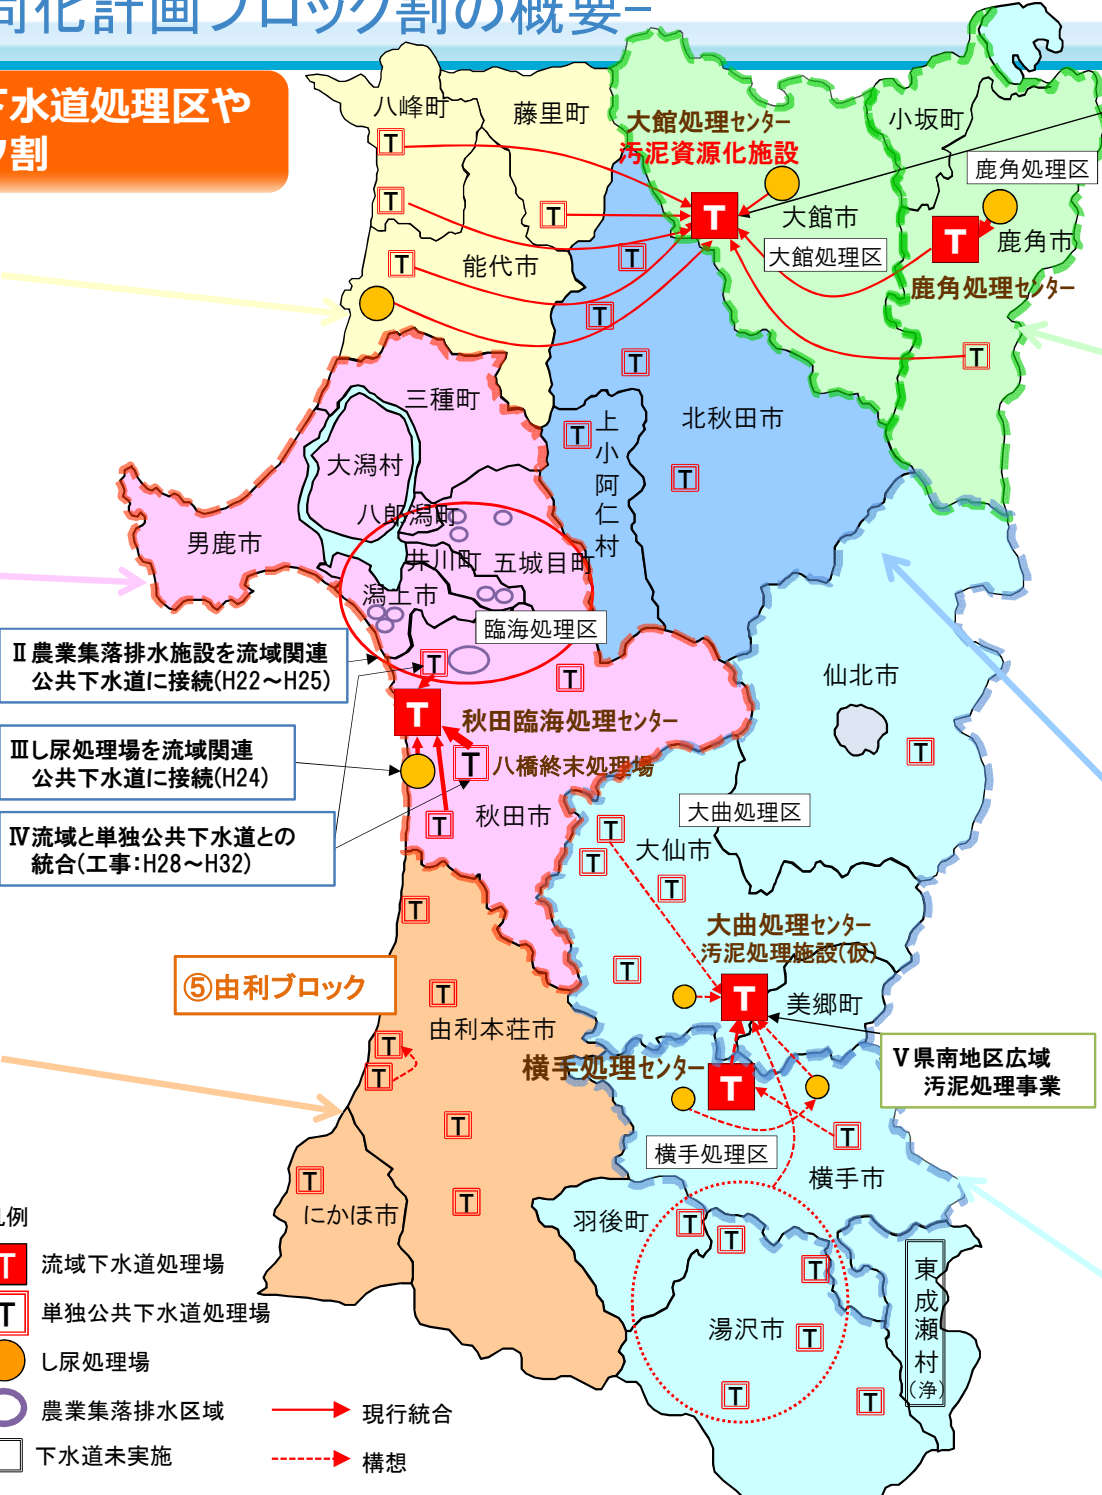 同化計画ブロック割の概要−
下水道処理区や
ク割
八峰町
藤里町
大館処理センター
汚泥資源化施設
小坂町
鹿角処理区
大館市
鹿角市
大館処理区
能代市
鹿角処理センター
三種町
北秋田市
上小阿仁村
大潟村
八郎潟町
男鹿市
井川町
五城目町
潟上市
臨海処理区
Ⅱ農業集落排水施設を流域関連
公共下水道に接続(H22～H25)
仙北市
秋田臨海処理センター
Ⅲし尿処理場を流域関連
公共下水道に接続(H24)
八橋終末処理場
秋田市
大曲処理区
Ⅳ流域と単独公共下水道との
統合(工事:H28～H32)
大仙市
大曲処理センター
汚泥処理施設(仮)
⑤由利ブロック
美郷町
由利本荘市
横手処理センター
Ⅴ県南地区広域
汚泥処理事業
横手処理区
横手市
にかほ市
羽後町
東成瀬村
(浄)
湯沢市
凡例
T 流域下水道処理場
T 単独公共下水道処理場
し尿処理場
農業集落排水区域
現行統合
下水道未実施
構想